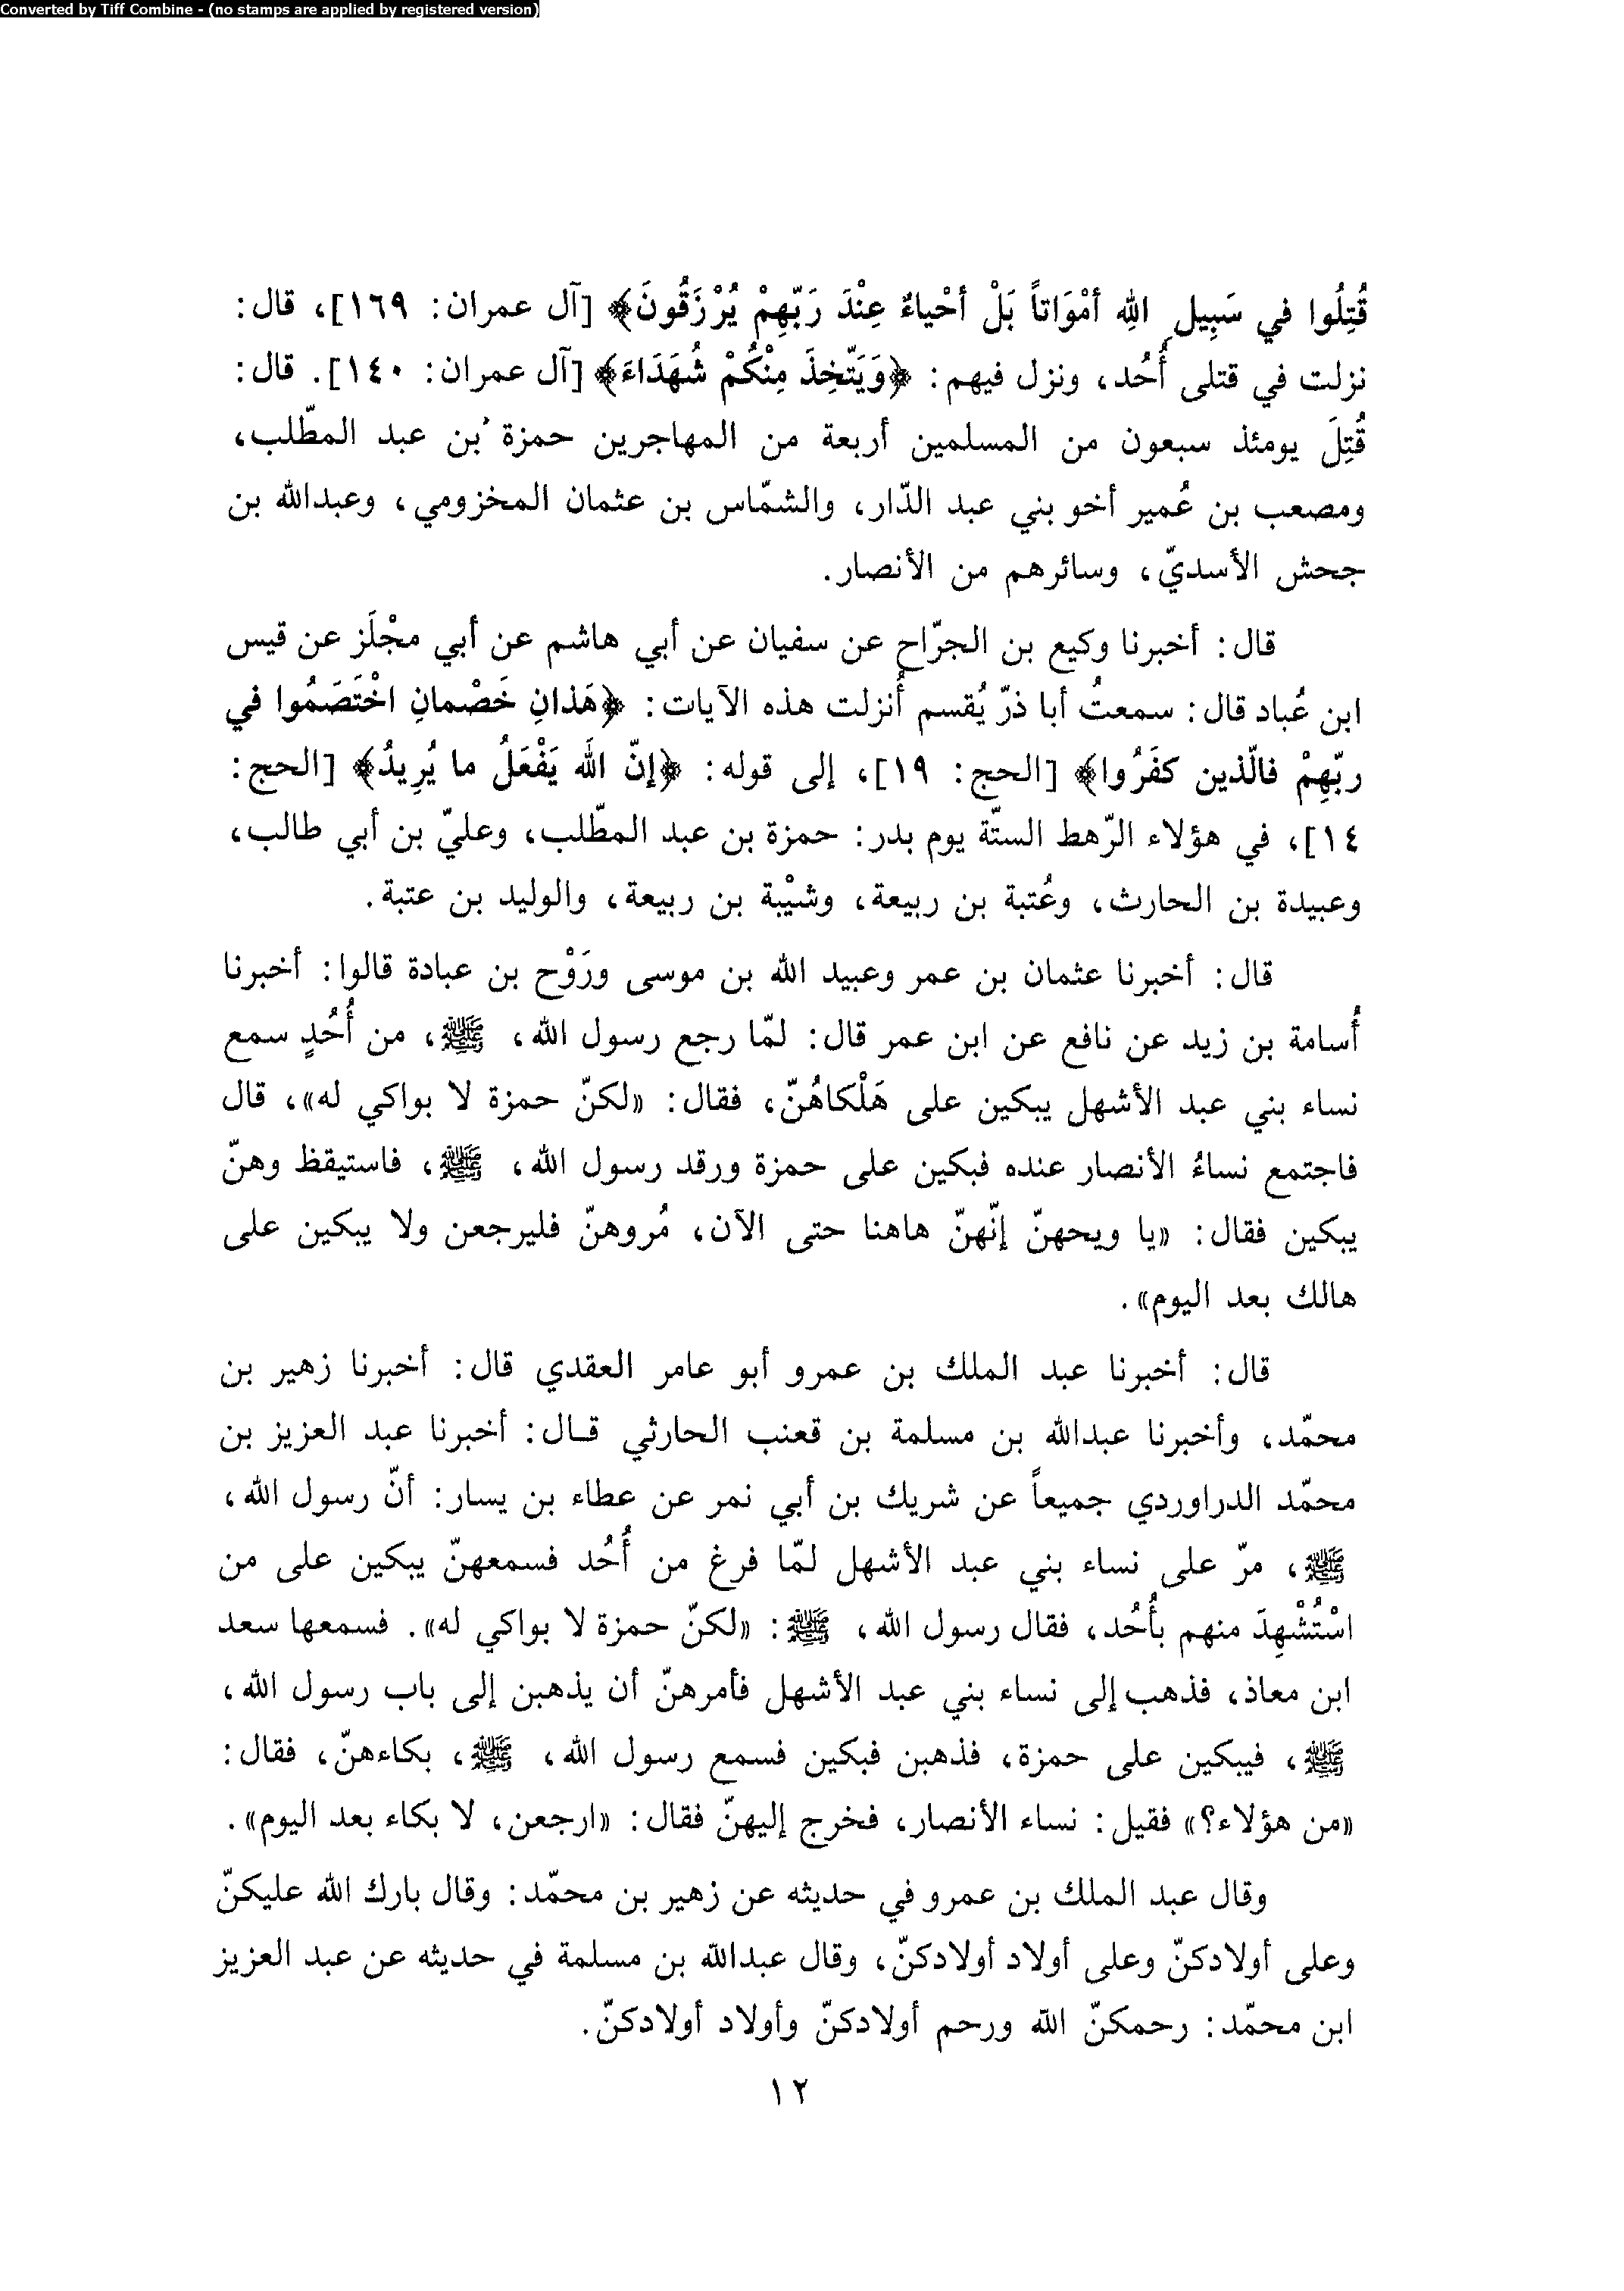 Converted by Tiff Combine - (no stamps are applied by registered version)
قُتِلُوا في سَبِيلِ الله أمْوَاتاً بَلْ أحْياءٌ عِنْدَ رَبّهِمْ يُرْزَقُونَ﴾ [آل عمران: ١٦٩]، قال:
نزلت في قتلى أُحُد، ونزل فيهم: ﴿وَيَتّخِذَ مِنْكُمْ شُهَدَاءَ﴾ [آل عمران: ١٤٠]. قال:
قُتِلَ يومئذ سبعون من المسلمين أربعة من المهاجرين حمزة بن عبد المطّلب،
ومصعب بن عُمير أخو بني عبد الدّار، والشمّاس بن عثمان المخزومي، وعبدالله بن
جحش الأسديّ، وسائرهم من الأنصار.
قال: أخبرنا وكيع بن الجرّاح عن سفيان عن أبي هاشم عن أبي مجْلَز عن قيس
ابن عُباد قال: سمعتُ أبا ذرّ يُقسم أُنزلت هذه الآيات: ﴿هَذانِ خَصْمانِ اخْتَصَمُوا في
ربّهِمْ فالّذين كفَرُوا﴾ [الحج: ١٩]، إلى قوله: ﴿إنّ الله يَفْعَلُ ما يُرِيدُ﴾ [الحج:
١٤]، في هؤلاء الرّهط الستّة يوم بدر: حمزة بن عبد المطّلب، وعليّ بن أبي طالب،
وعبيدة بن الحارث، وعُتبة بن ربيعة، وشيْبة بن ربيعة، والوليد بن عتبة.
قال: أخبرنا عثمان بن عمر وعبيد الله بن موسى ورَوْح بن عبادة قالوا: أخبرنا
أُسامة بن زيد عن نافع عن ابن عمر قال: لمّا رجع رسول الله، ﷺ، من أُحُدٍ سمع
نساء بني عبد الأشهل يبكين على هَلْكاهُنّ، فقال: «لكنّ حمزة لا بواكي له»، قال
فاجتمع نساءُ الأنصار عنده فبكين على حمزة ورقد رسول الله، ﷺ، فاستيقظ وهنّ
يبكين فقال: «يا ويحهنّ إنّهنّ هاهنا حتى الآن، مُروهنّ فليرجعن ولا يبكين على
هالك بعد اليوم».
قال: أخبرنا عبد الملك بن عمرو أبو عامر العقدي قال: أخبرنا زهير بن
محمّد، وأخبرنا عبدالله بن مسلمة بن قعنب الحارثي قال: أخبرنا عبد العزيز بن
محمّد الدراوردي جميعاً عن شريك بن أبي نمر عن عطاء بن يسار: أنّ رسول الله،
ﷺ، مرّ على نساء بني عبد الأشهل لمّا فرغ من أُحُد فسمعهنّ يبكين على من
اسْتُشْهِدَ منهم بأُحُد، فقال رسول الله، ﷺ: «لكنّ حمزة لا بواكي له». فسمعها سعد
ابن معاذ، فذهب إلى نساء بني عبد الأشهل فأمرهنّ أن يذهبن إلى باب رسول الله،
ﷺ، فيبكين على حمزة، فذهبن فبكين فسمع رسول الله، ﷺ، بكاءهنّ، فقال:
«من هؤلاء؟» فقيل: نساء الأنصار، فخرج إليهنّ فقال: «ارجعن، لا بكاء بعد اليوم».
وقال عبد الملك بن عمرو في حديثه عن زهير بن محمّد: وقال بارك الله عليكنّ
وعلى أولادكنّ وعلى أولاد أولادكنّ، وقال عبدالله بن مسلمة في حديثه عن عبد العزيز
ابن محمّد: رحمكنّ الله ورحم أولادكنّ وأولاد أولادكنّ.
١٢